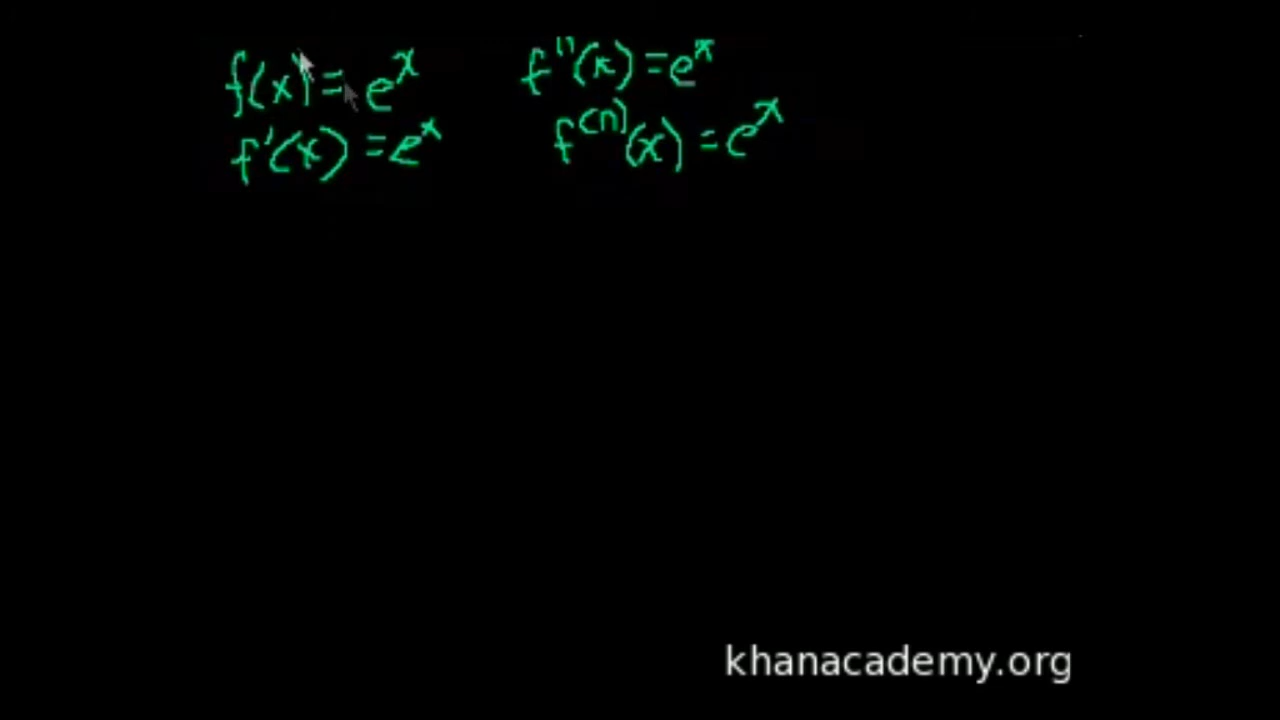 f(x) = e^x
f'(x) = e^x
f''(x) = e^x
f^(n)(x) = e^x
khanacademy.org